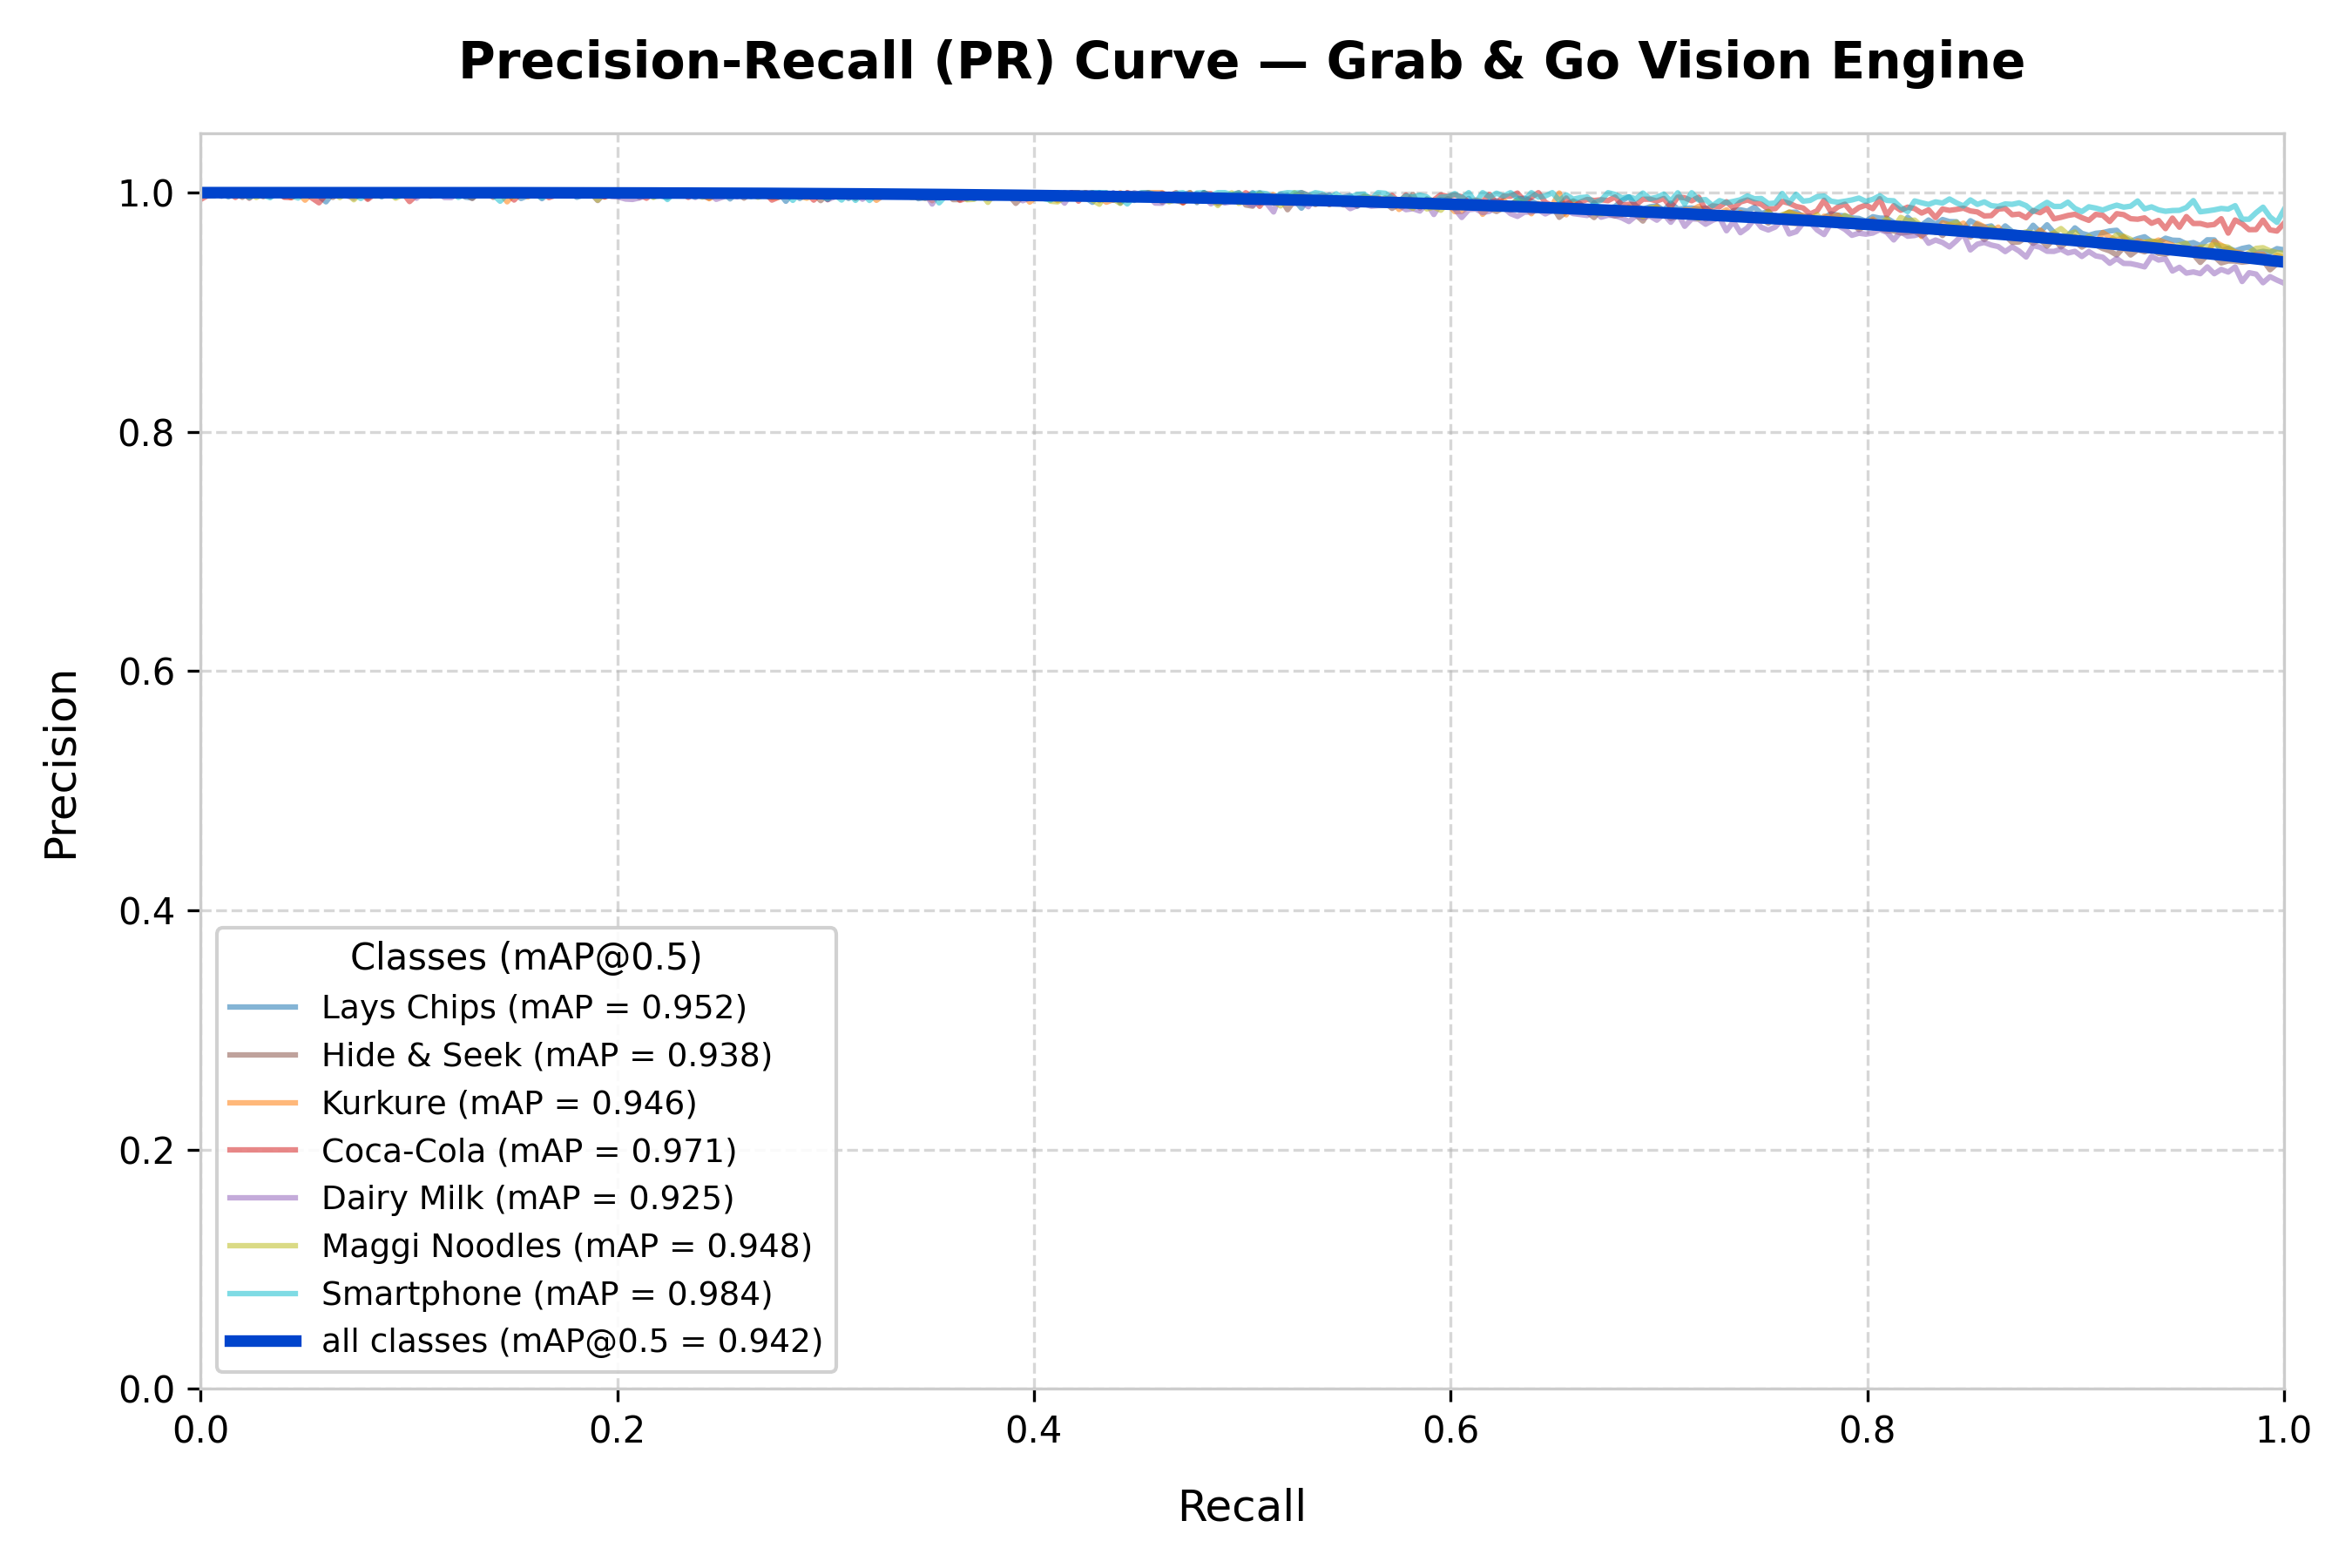 Precision-Recall (PR) Curve — Grab & Go Vision Engine
1.0
0.8
0.6
0.4
0.2
0.0
Precision
Classes (mAP@0.5)
Lays Chips (mAP = 0.952)
Hide & Seek (mAP = 0.938)
Kurkure (mAP = 0.946)
Coca-Cola (mAP = 0.971)
Dairy Milk (mAP = 0.925)
Maggi Noodles (mAP = 0.948)
Smartphone (mAP = 0.984)
all classes (mAP@0.5 = 0.942)
0.0 0.2 0.4 0.6 0.8 1.0
Recall